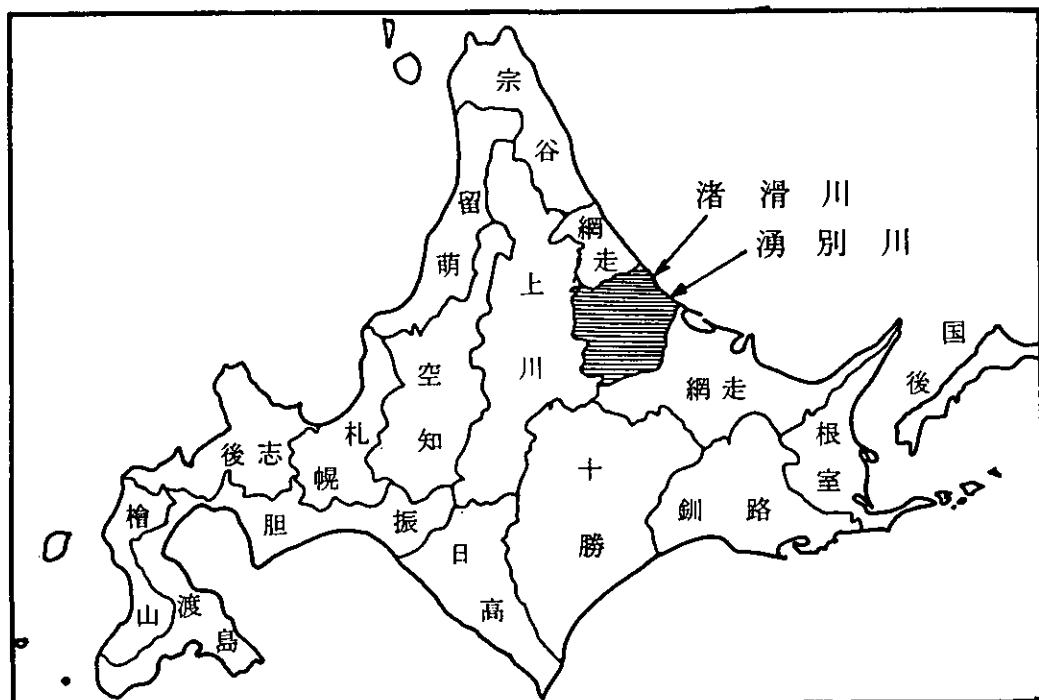 宗谷
留萌
網走
渚滑川
湧別川
上川
空知
網走
国後
根室
後志
札幌
十勝
釧路
胆振
日高
檜山
渡島